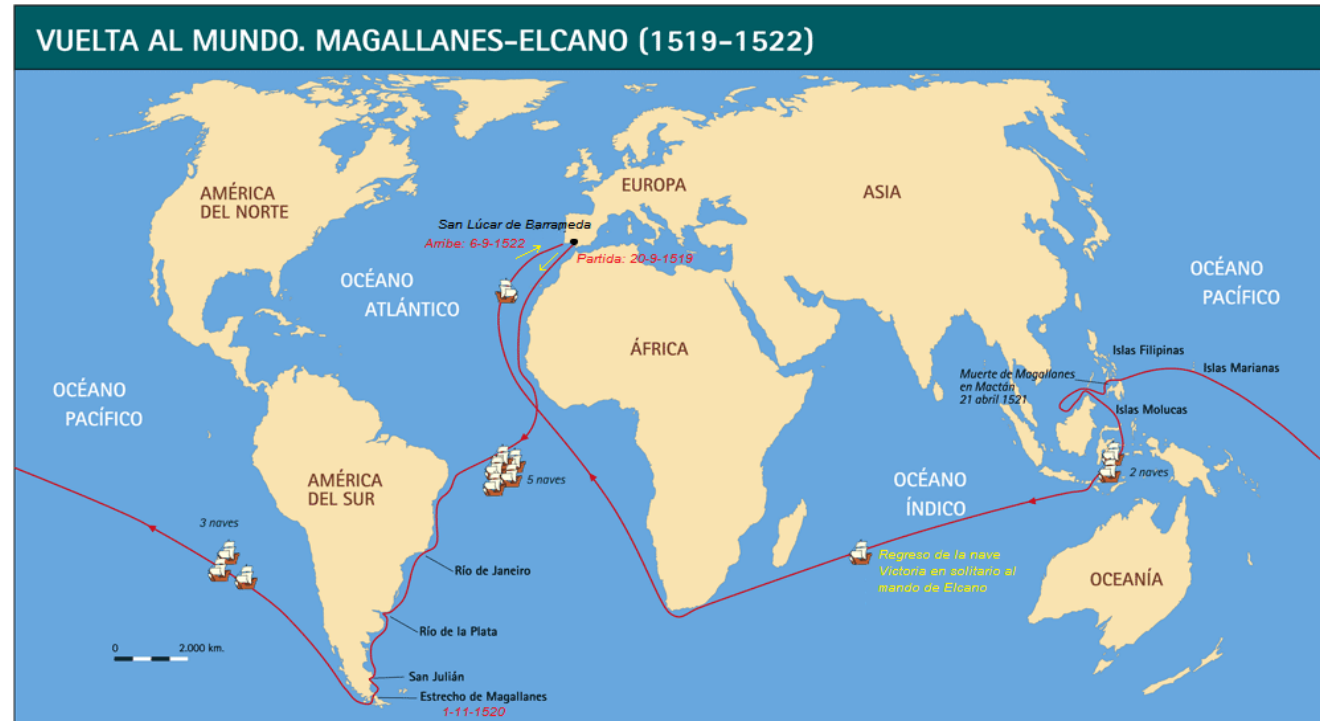 VUELTA AL MUNDO. MAGALLANES-ELCANO (1519-1522)
AMÉRICA
DEL NORTE
EUROPA
ASIA
San Lúcar de Barrameda
Arribe: 6-9-1522
Partida: 20-9-1519
OCÉANO
ATLÁNTICO
OCÉANO
PACÍFICO
ÁFRICA
Islas Filipinas
Muerte de Magallanes
en Mactán
21 abril 1521
Islas Marianas
Islas Molucas
OCÉANO
PACÍFICO
AMÉRICA
DEL SUR
5 naves
2 naves
OCÉANO
ÍNDICO
3 naves
Regreso de la nave
Victoria en solitario al
mando de Elcano
Río de Janeiro
OCEANÍA
Río de la Plata
0 2.000 km.
San Julián
Estrecho de Magallanes
1-11-1520